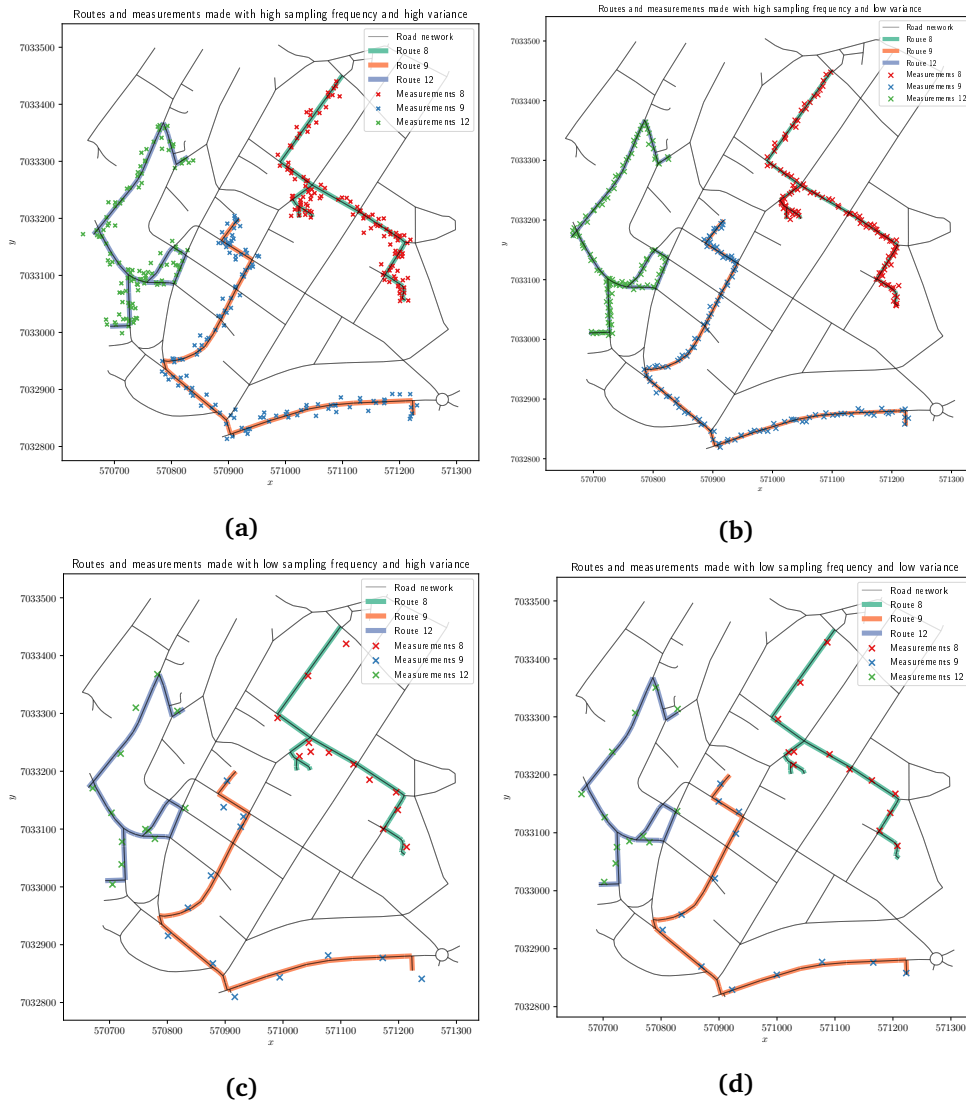 Routes and measurements made with high sampling frequency and high variance
Road network
Route 8
Route 9
Route 12
Measurements 8
Measurements 9
Measurements 12
7033500
7033400
7033300
7033200
7033100
7033000
7032900
7032800
y
570700 570800 570900 571000 571100 571200 571300
x
(a)
Routes and measurements made with high sampling frequency and low variance
Road network
Route 8
Route 9
Route 12
Measurements 8
Measurements 9
Measurements 12
7033500
7033400
7033300
7033200
7033100
7033000
7032900
7032800
y
570700 570800 570900 571000 571100 571200 571300
x
(b)
Routes and measurements made with low sampling frequency and high variance
Road network
Route 8
Route 9
Route 12
Measurements 8
Measurements 9
Measurements 12
7033500
7033400
7033300
7033200
7033100
7033000
7032900
7032800
y
570700 570800 570900 571000 571100 571200 571300
x
(c)
Routes and measurements made with low sampling frequency and low variance
Road network
Route 8
Route 9
Route 12
Measurements 8
Measurements 9
Measurements 12
7033500
7033400
7033300
7033200
7033100
7033000
7032900
7032800
y
570700 570800 570900 571000 571100 571200 571300
x
(d)